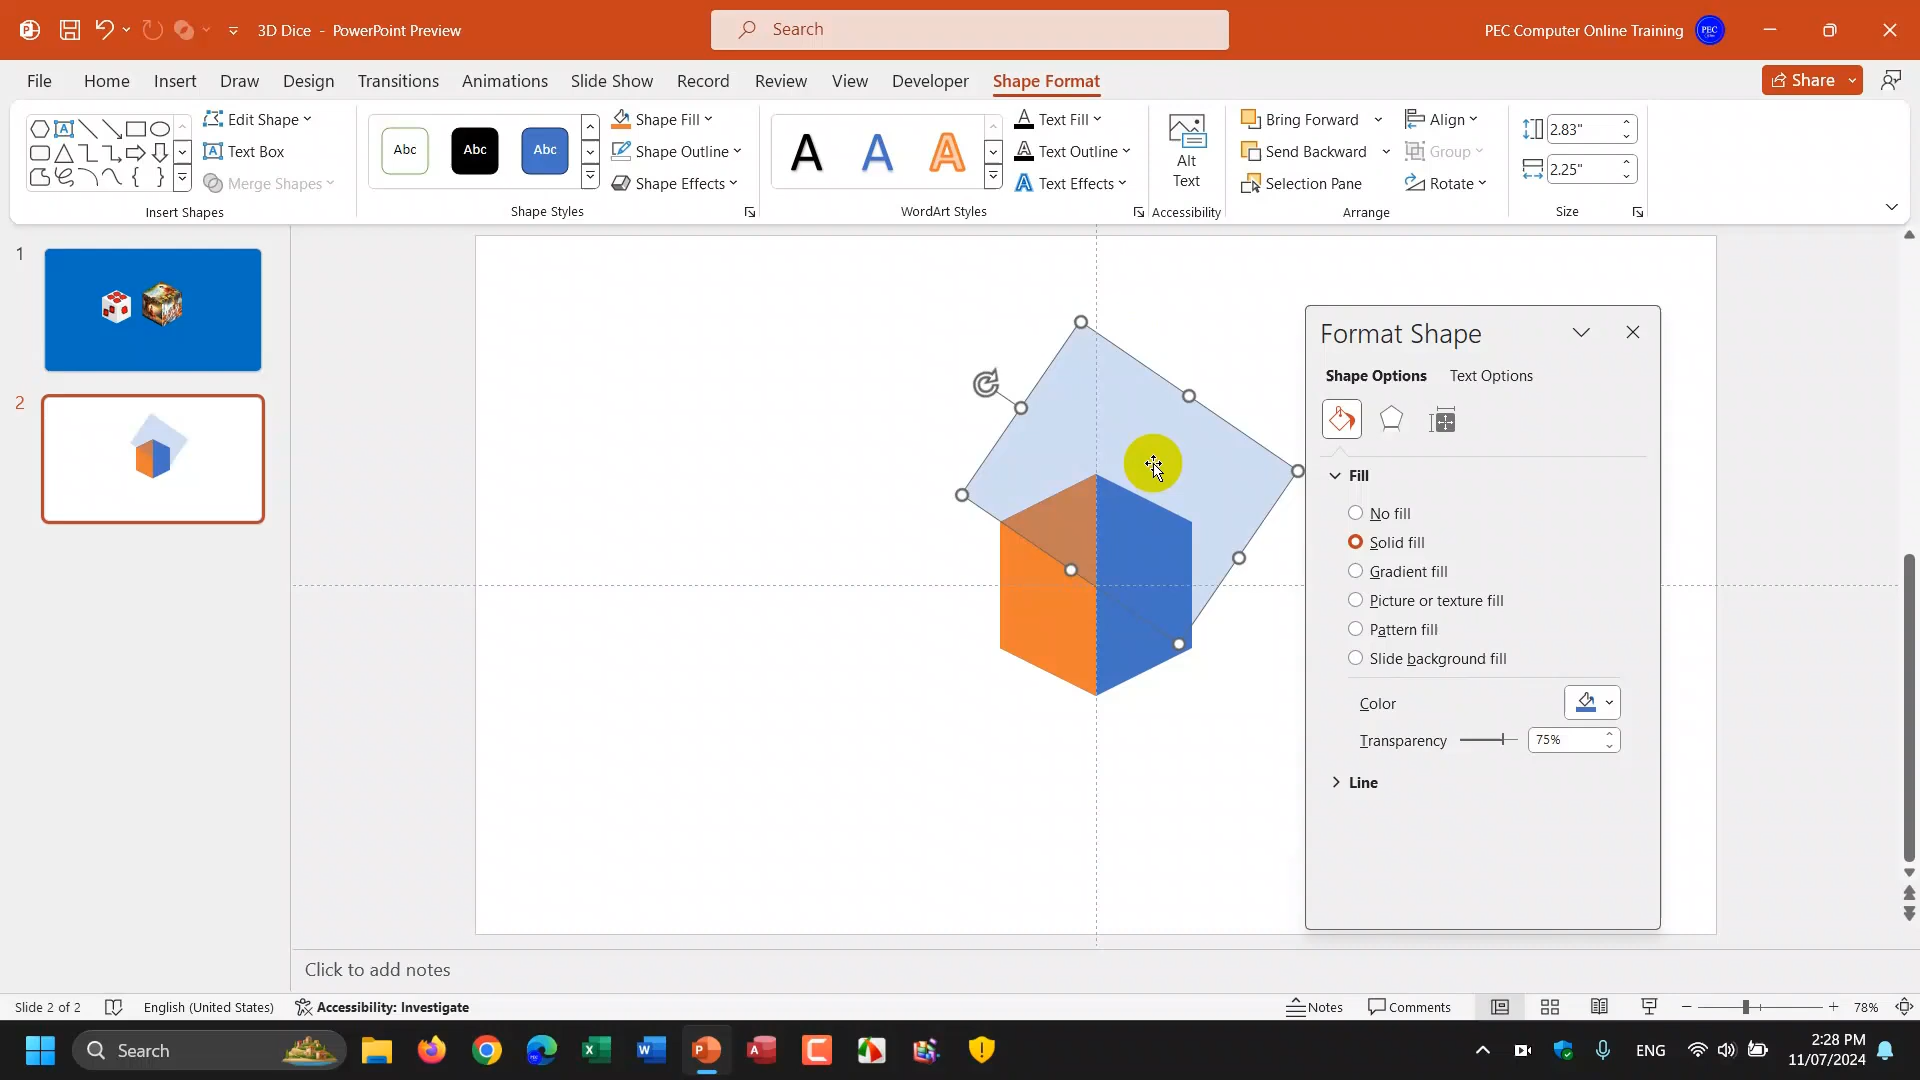 3D Dice - PowerPoint Preview
Search
PEC Computer Online Training
PEC
File
Home
Insert
Draw
Design
Transitions
Animations
Slide Show
Record
Review
View
Developer
Shape Format
Share
Edit Shape
Text Box
Merge Shapes
Insert Shapes
Abc
Abc
Abc
Shape Fill
Shape Outline
Shape Effects
Shape Styles
A
A
A
Text Fill
Text Outline
Text Effects
WordArt Styles
Alt
Text
Accessibility
Bring Forward
Send Backward
Selection Pane
Align
Group
Rotate
Arrange
2.83"
2.25"
Size
1
2
Format Shape
Shape Options
Text Options
Fill
No fill
Solid fill
Gradient fill
Picture or texture fill
Pattern fill
Slide background fill
Color
Transparency
75%
Line
Click to add notes
Slide 2 of 2
English (United States)
Accessibility: Investigate
Notes
Comments
78%
Search
ENG
2:28 PM
11/07/2024